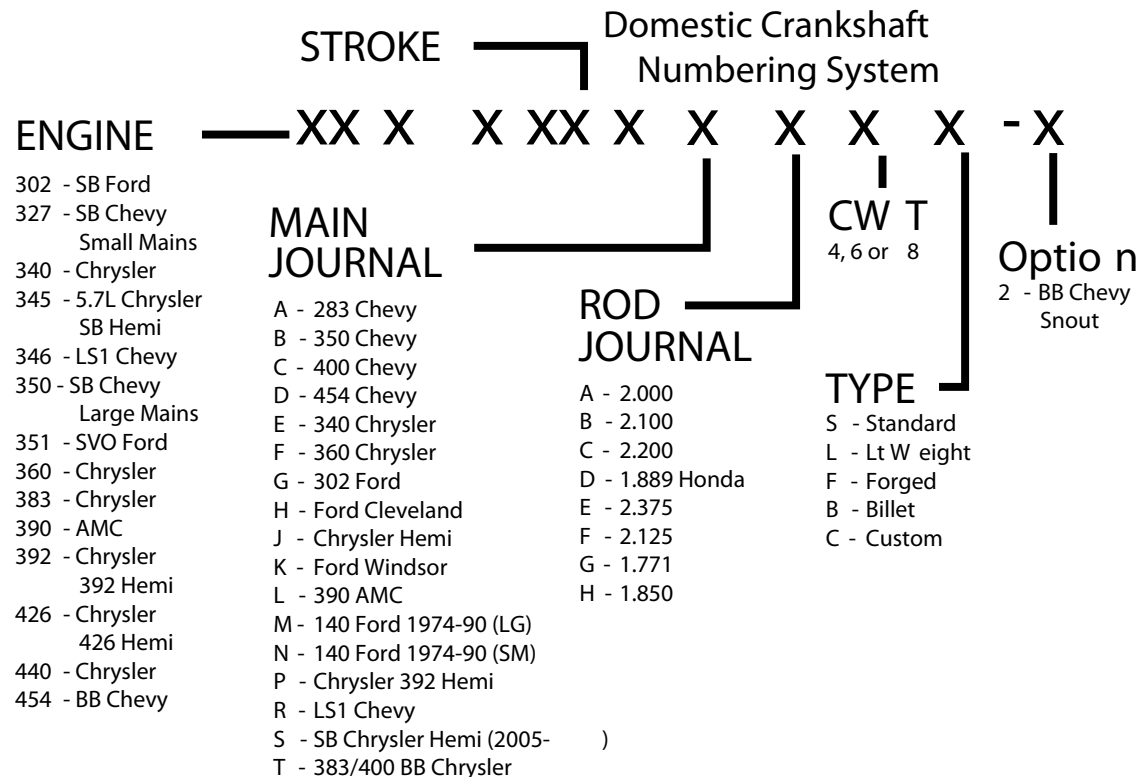 Domestic Crankshaft
Numbering System
STROKE
XX X X XX X X X X X - X
ENGINE
302 - SB Ford
327 - SB Chevy
Small Mains
340 - Chrysler
345 - 5.7L Chrysler
SB Hemi
346 - LS1 Chevy
350 - SB Chevy
Large Mains
351 - SVO Ford
360 - Chrysler
383 - Chrysler
390 - AMC
392 - Chrysler
392 Hemi
426 - Chrysler
426 Hemi
440 - Chrysler
454 - BB Chevy
MAIN
JOURNAL
A - 283 Chevy
B - 350 Chevy
C - 400 Chevy
D - 454 Chevy
E - 340 Chrysler
F - 360 Chrysler
G - 302 Ford
H - Ford Cleveland
J - Chrysler Hemi
K - Ford Windsor
L - 390 AMC
M - 140 Ford 1974-90 (LG)
N - 140 Ford 1974-90 (SM)
P - Chrysler 392 Hemi
R - LS1 Chevy
S - SB Chrysler Hemi (2005- )
T - 383/400 BB Chrysler
ROD
JOURNAL
A - 2.000
B - 2.100
C - 2.200
D - 1.889 Honda
E - 2.375
F - 2.125
G - 1.771
H - 1.850
CW T
4, 6 or 8
TYPE
S - Standard
L - Lt W eight
F - Forged
B - Billet
C - Custom
Optio n
2 - BB Chevy
Snout